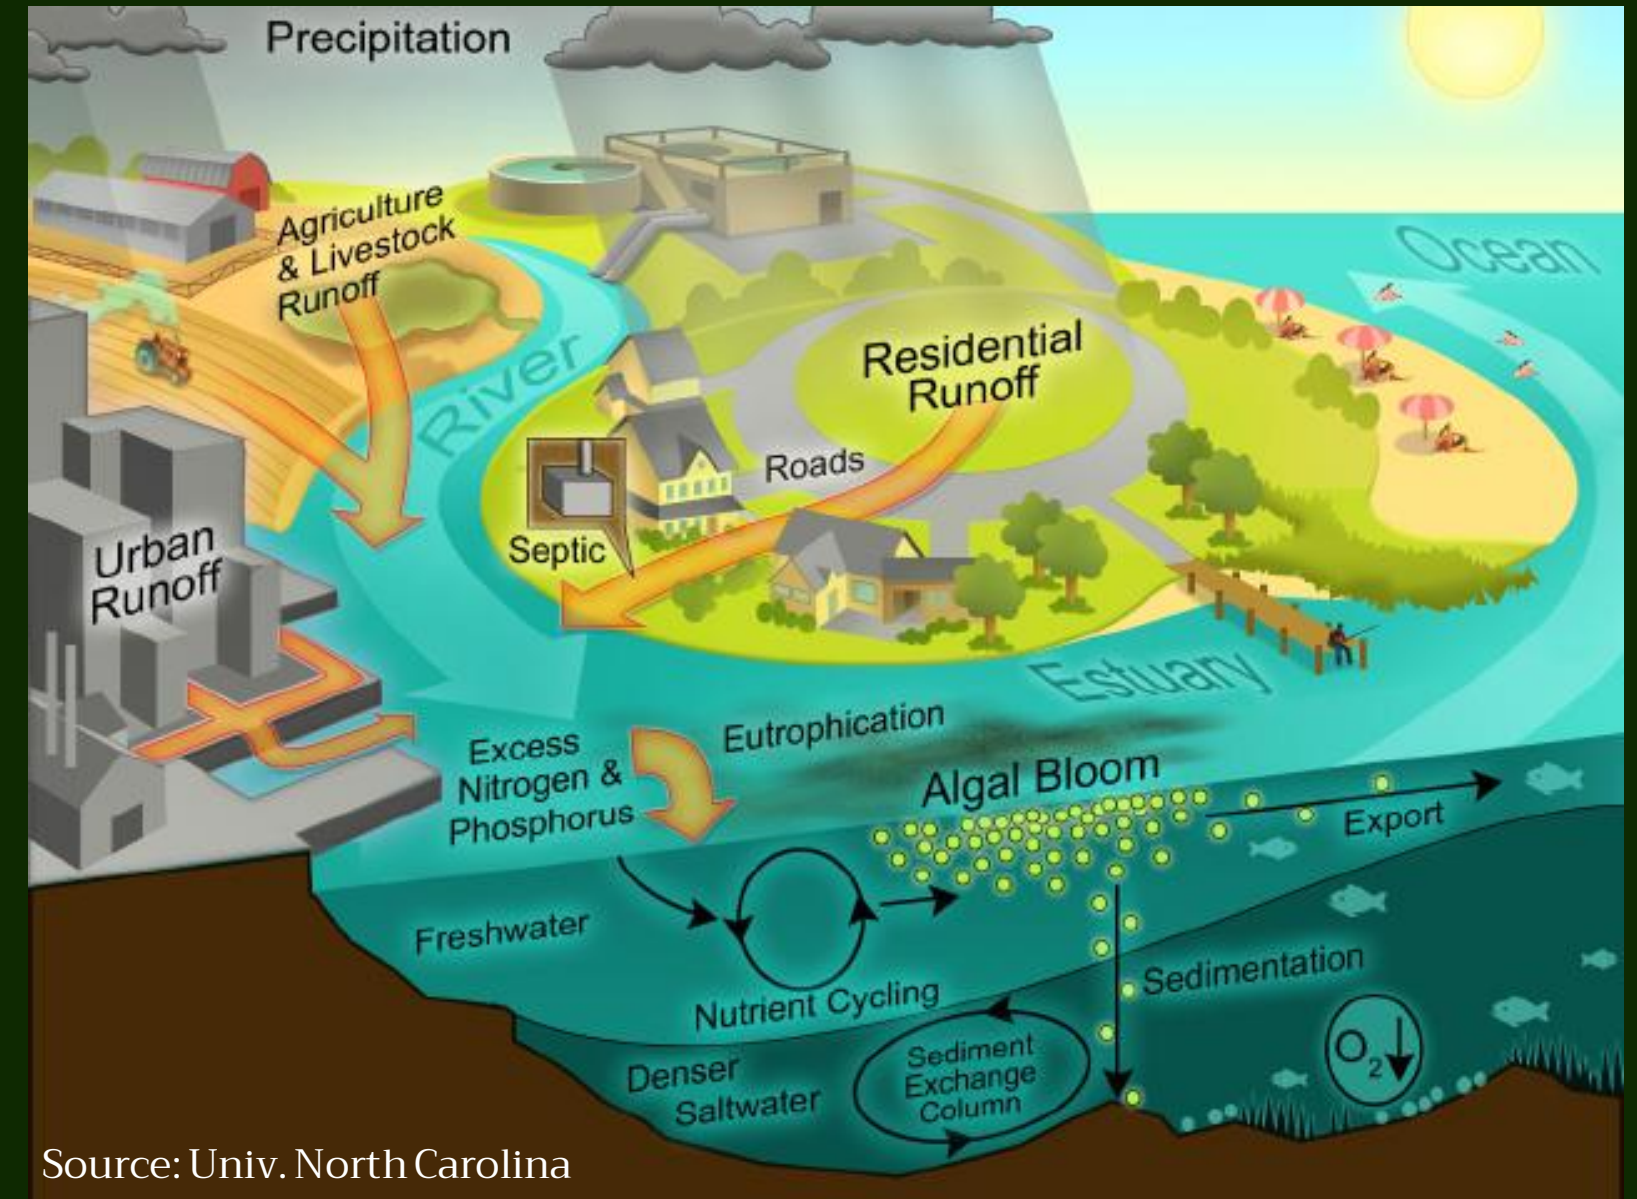 Precipitation
Ocean
Agriculture
& Livestock
Runoff
River
Residential
Runoff
Roads
Septic
Urban
Runoff
Estuary
Excess
Nitrogen &
Phosphorus
Eutrophication
Algal Bloom
Export
Freshwater
Nutrient Cycling
Sedimentation
Denser
Saltwater
Sediment
Exchange
Column
O2
Source: Univ. North Carolina